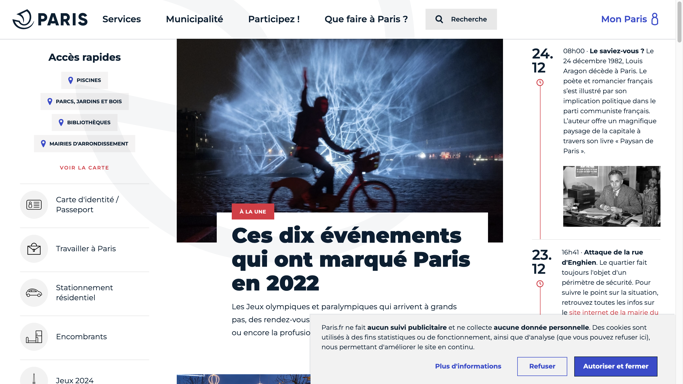 PARIS
Services
Municipalité
Participez !
Que faire à Paris ?
Recherche
Mon Paris
Accès rapides
PISCINES
PARCS, JARDINS ET BOIS
BIBLIOTHÈQUES
MAIRIES D'ARRONDISSEMENT
VOIR LA CARTE
Carte d'identité /
Passeport
Travailler à Paris
Stationnement
résidentiel
Encombrants
Jeux 2024
À LA UNE
Ces dix événements
qui ont marqué Paris
en 2022
Les Jeux olympiques et paralympiques qui arrivent à grands
pas, des rendez-vous
ou encore la profusio
24.
12
08h00 · Le saviez-vous ? Le
24 décembre 1982, Louis
Aragon décède à Paris. Le
poète et romancier français
s'est illustré par son
implication politique dans le
parti communiste français.
L'auteur offre un magnifique
paysage de la capitale à
travers son livre « Paysan de
Paris ».
23.
12
16h41 · Attaque de la rue
d'Enghien. Le quartier fait
toujours l'objet d'un
périmètre de sécurité. Pour
suivre le point sur la situation,
retrouvez toutes les infos sur
le site internet de la mairie du
Paris.fr ne fait aucun suivi publicitaire et ne collecte aucune donnée personnelle. Des cookies sont
utilisés à des fins statistiques ou de fonctionnement, ainsi que d'analyse (que vous pouvez refuser ici),
nous permettant d'améliorer le site en continu.
Plus d'informations
Refuser
Autoriser et fermer